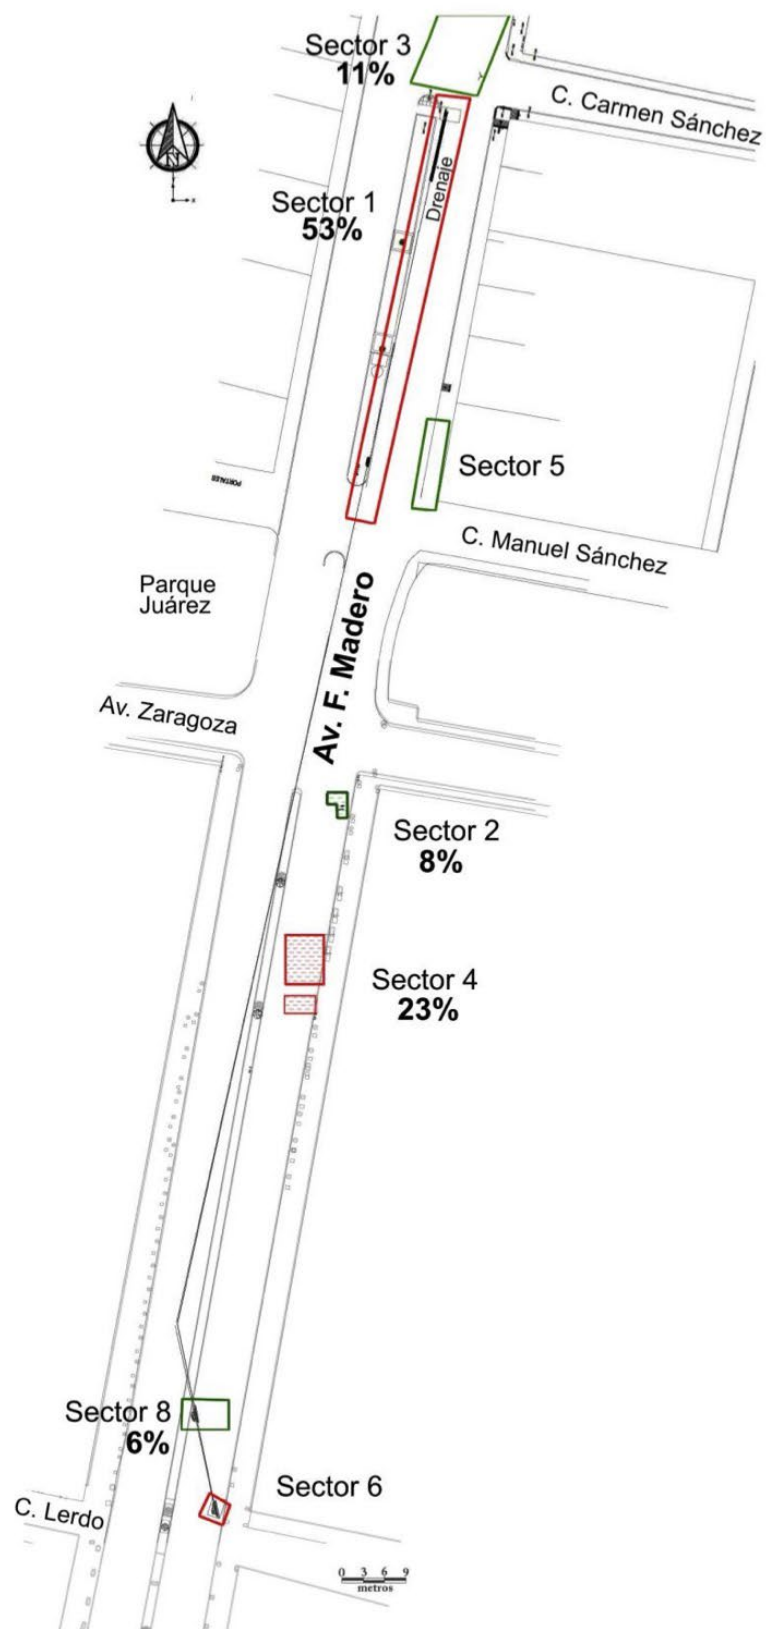 Sector 3
11%
C. Carmen Sánchez
N
x
Sector 1
53%
Drenaje
Sector 5
PORTALES
C. Manuel Sánchez
Parque
Juárez
Av. F. Madero
Av. Zaragoza
Sector 2
8%
Sector 4
23%
Sector 8
6%
Sector 6
C. Lerdo
0 3 6 9
metros